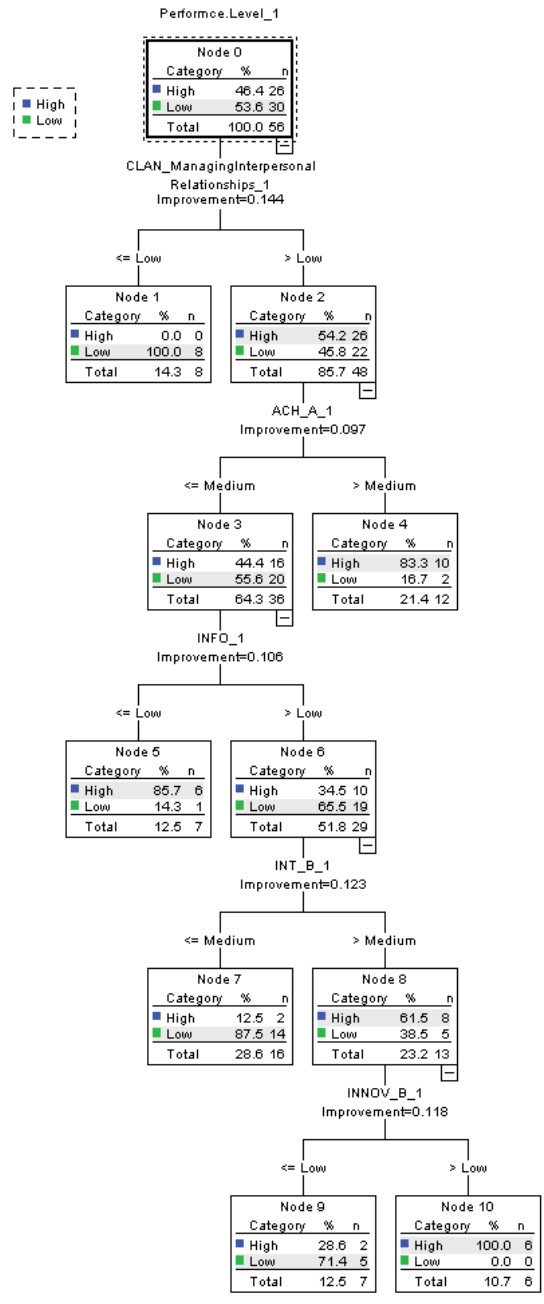 Performce.Level_1
High
Low
Node 0
Category % n
High 46.4 26
Low 53.6 30
Total 100.0 56
CLAN_ManagingInterpersonal
Relationships_1
Improvement=0.144
<= Low > Low
Node 1
Category % n
High 0.0 0
Low 100.0 8
Total 14.3 8
Node 2
Category % n
High 54.2 26
Low 45.8 22
Total 85.7 48
ACH_A_1
Improvement=0.097
<= Medium > Medium
Node 3
Category % n
High 44.4 16
Low 55.6 20
Total 64.3 36
Node 4
Category % n
High 83.3 10
Low 16.7 2
Total 21.4 12
INFO_1
Improvement=0.106
<= Low > Low
Node 5
Category % n
High 85.7 6
Low 14.3 1
Total 12.5 7
Node 6
Category % n
High 34.5 10
Low 65.5 19
Total 51.8 29
INT_B_1
Improvement=0.123
<= Medium > Medium
Node 7
Category % n
High 12.5 2
Low 87.5 14
Total 28.6 16
Node 8
Category % n
High 61.5 8
Low 38.5 5
Total 23.2 13
INNOV_B_1
Improvement=0.118
<= Low > Low
Node 9
Category % n
High 28.6 2
Low 71.4 5
Total 12.5 7
Node 10
Category % n
High 100.0 6
Low 0.0 0
Total 10.7 6